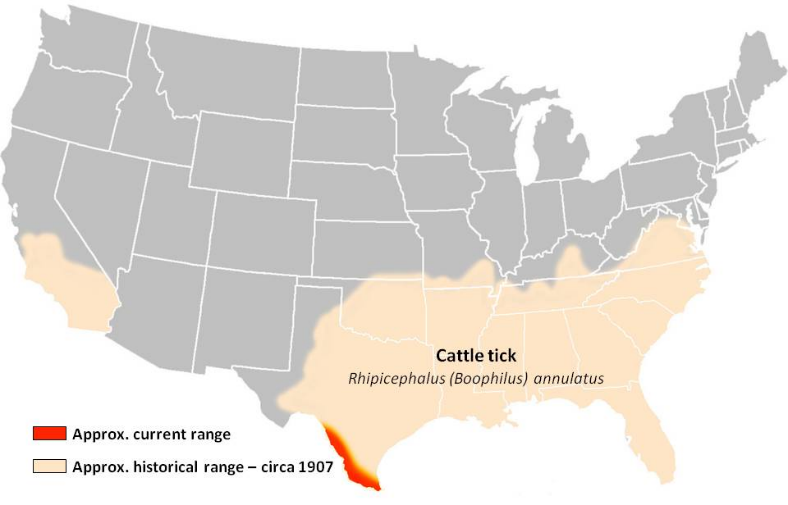 Cattle tick
Rhipicephalus (Boophilus) annulatus
Approx. current range
Approx. historical range – circa 1907